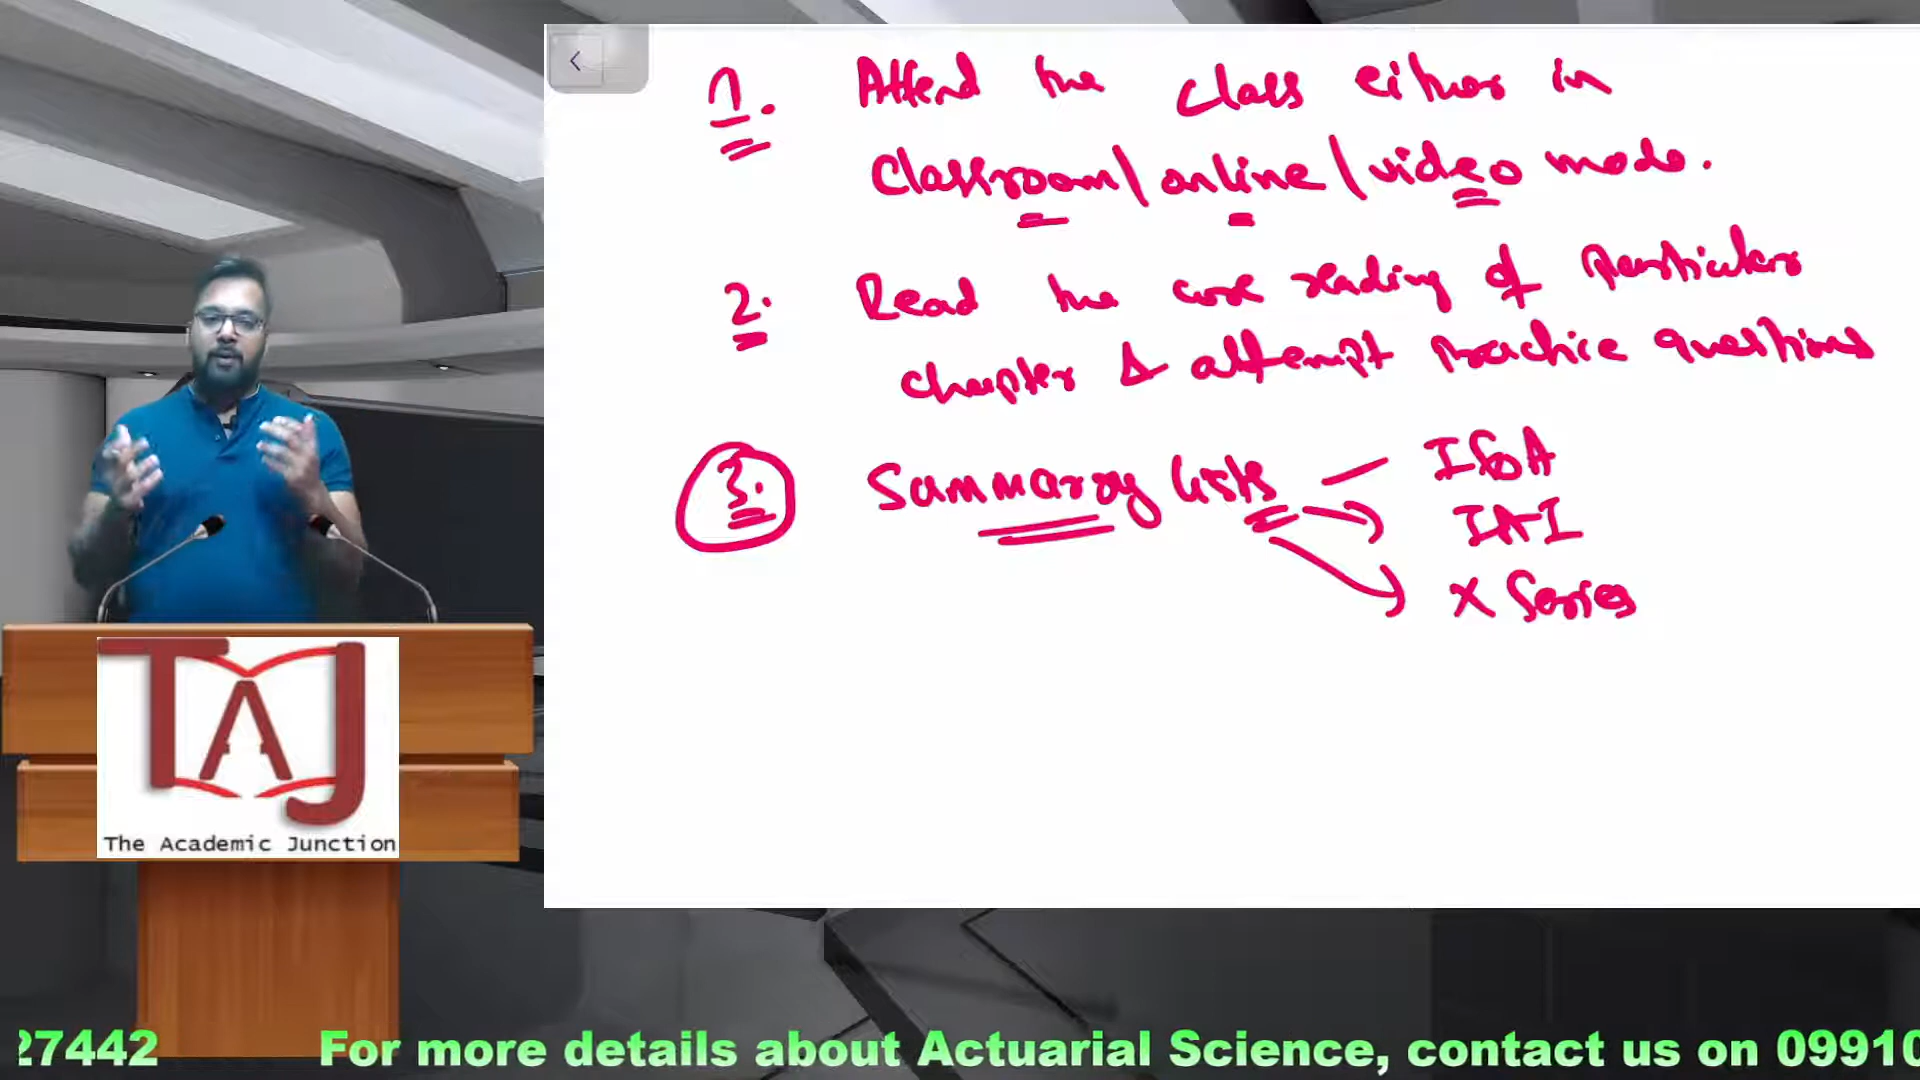 1. Attend the class either in
classroom/online/video mode.
2. Read the core reading of particular
chapter & attempt practice questions
3. Summary lists
IFoA
IAI
X Series
TAJ
The Academic Junction
27442 For more details about Actuarial Science, contact us on 09910